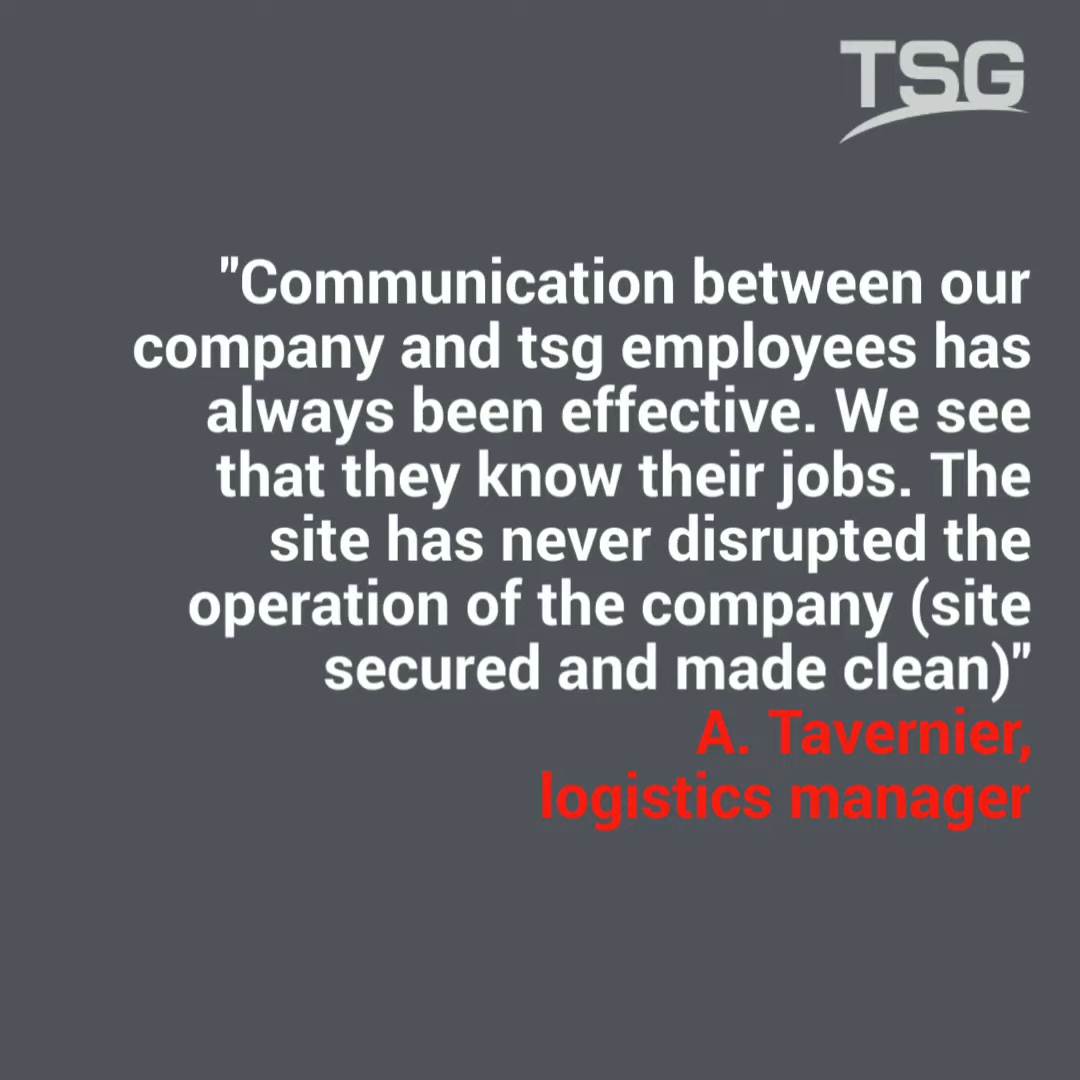 TSG
"Communication between our
company and tsg employees has
always been effective. We see
that they know their jobs. The
site has never disrupted the
operation of the company (site
secured and made clean)"
A. Tavernier,
logistics manager